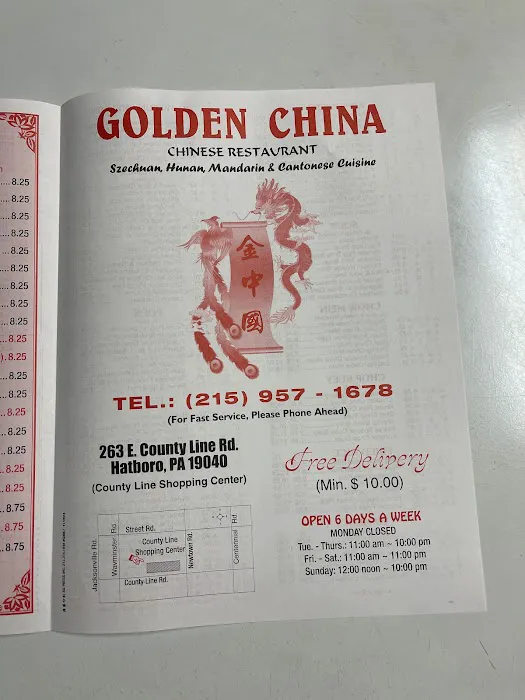 8.25
8.25
8.25
8.25
8.25
8.25
8.25
8.25
8.25
8.25
).8.25
8.25
8.25
8.25
8.25
8.25
8.25
8.25
8.75
8.75
8.75
GOLDEN CHINA
CHINESE RESTAURANT
Szechuan, Hunan, Mandarin & Cantonese Cuisine
金中國
TEL.: (215) 957 - 1678
(For Fast Service, Please Phone Ahead)
263 E. County Line Rd.
Hatboro, PA 19040
(County Line Shopping Center)
Jacksonville Rd.
Warminster Rd.
Street Rd.
County Line
Shopping Center
Newtown Rd.
Centennial Rd.
County Line Rd.
Free Delivery
(Min. $ 10.00)
OPEN 6 DAYS A WEEK
MONDAY CLOSED
Tue. - Thurs.: 11:00 am ~ 10:00 pm
Fri. - Sat.: 11:00 am ~ 11:00 pm
Sunday: 12:00 noon ~ 10:00 pm